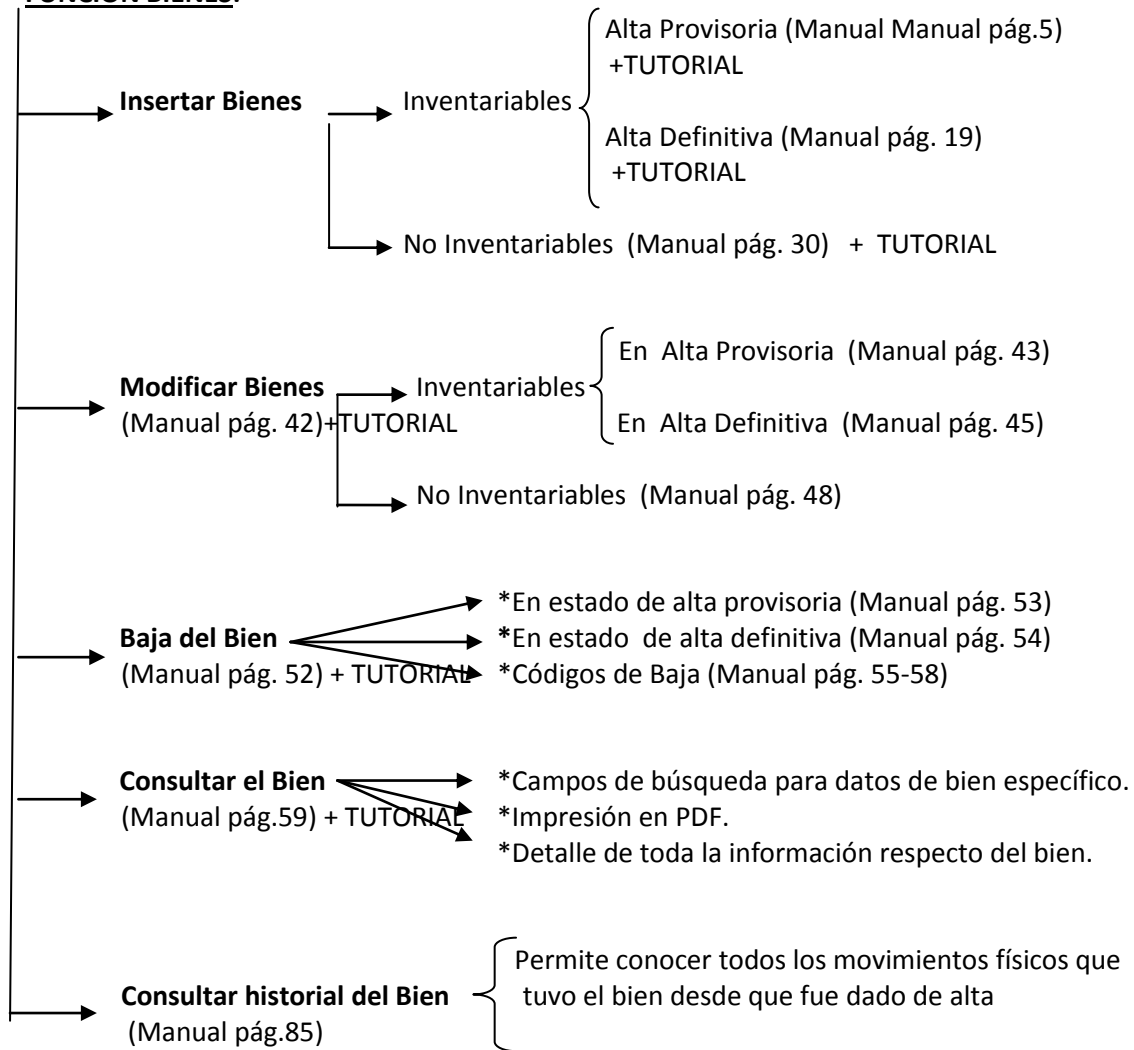 FUNCIÓN BIENES:
Alta Provisoria (Manual Manual pág.5)
+TUTORIAL
Insertar Bienes
Inventariables
Alta Definitiva (Manual pág. 19)
+TUTORIAL
No Inventariables (Manual pág. 30) + TUTORIAL
En Alta Provisoria (Manual pág. 43)
Modificar Bienes
Inventariables
(Manual pág. 42)+TUTORIAL
En Alta Definitiva (Manual pág. 45)
No Inventariables (Manual pág. 48)
*En estado de alta provisoria (Manual pág. 53)
Baja del Bien
*En estado de alta definitiva (Manual pág. 54)
(Manual pág. 52) + TUTORIAL
*Códigos de Baja (Manual pág. 55-58)
Consultar el Bien
*Campos de búsqueda para datos de bien específico.
(Manual pág.59) + TUTORIAL
*Impresión en PDF.
*Detalle de toda la información respecto del bien.
Permite conocer todos los movimientos físicos que
Consultar historial del Bien
tuvo el bien desde que fue dado de alta
(Manual pág.85)